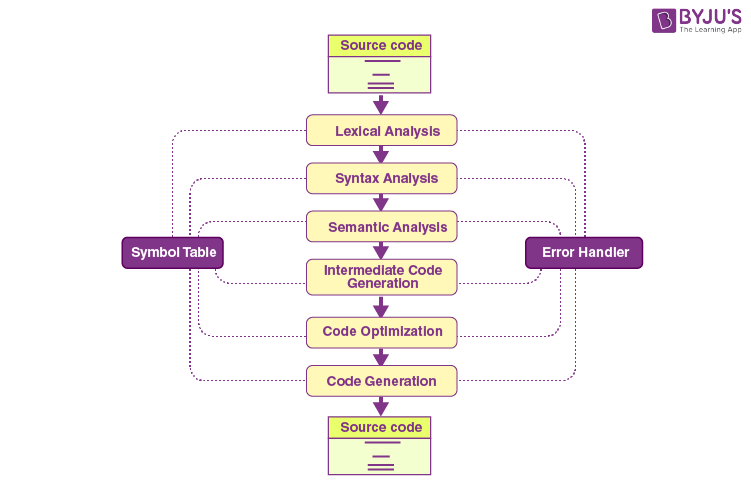 BYJU'S
The Learning App
Source code
Lexical Analysis
Syntax Analysis
Semantic Analysis
Symbol Table
Error Handler
Intermediate Code
Generation
Code Optimization
Code Generation
Source code